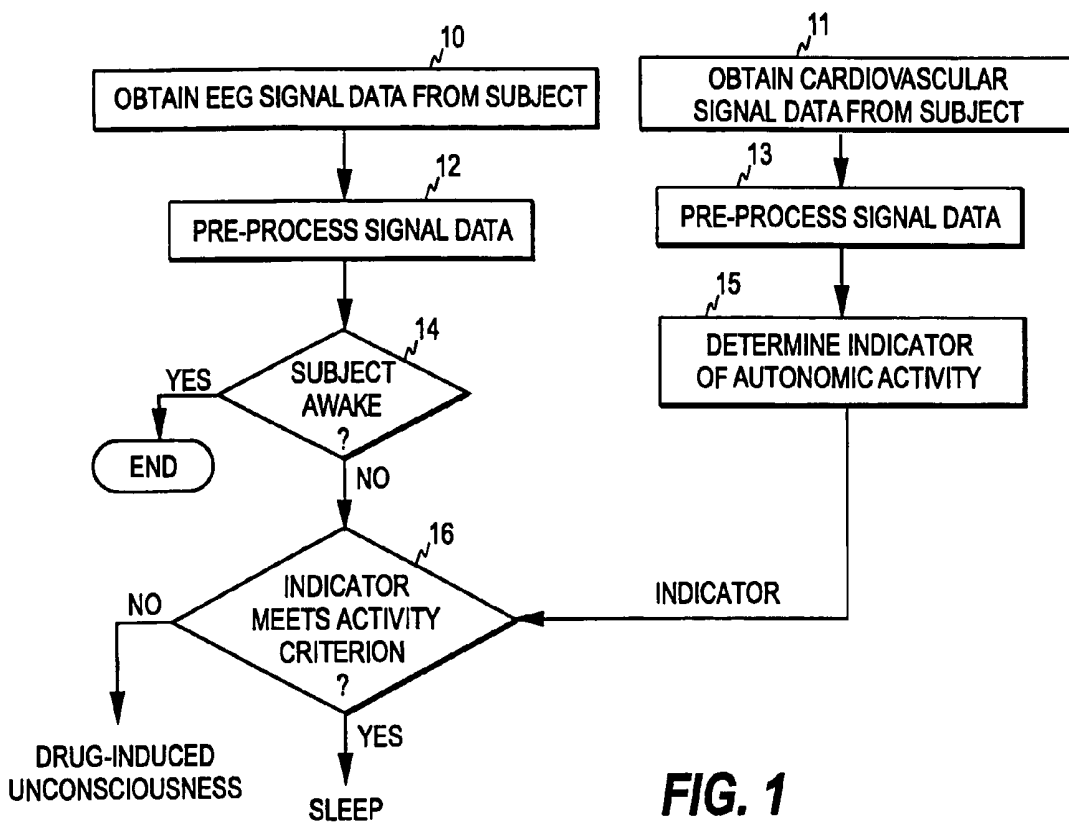 10
OBTAIN EEG SIGNAL DATA FROM SUBJECT
11
OBTAIN CARDIOVASCULAR
SIGNAL DATA FROM SUBJECT
12
PRE-PROCESS SIGNAL DATA
13
PRE-PROCESS SIGNAL DATA
14
SUBJECT
AWAKE
?
YES
END
NO
15
DETERMINE INDICATOR
OF AUTONOMIC ACTIVITY
16
INDICATOR
MEETS ACTIVITY
CRITERION
?
INDICATOR
NO
DRUG-INDUCED
UNCONSCIOUSNESS
YES
SLEEP
FIG. 1